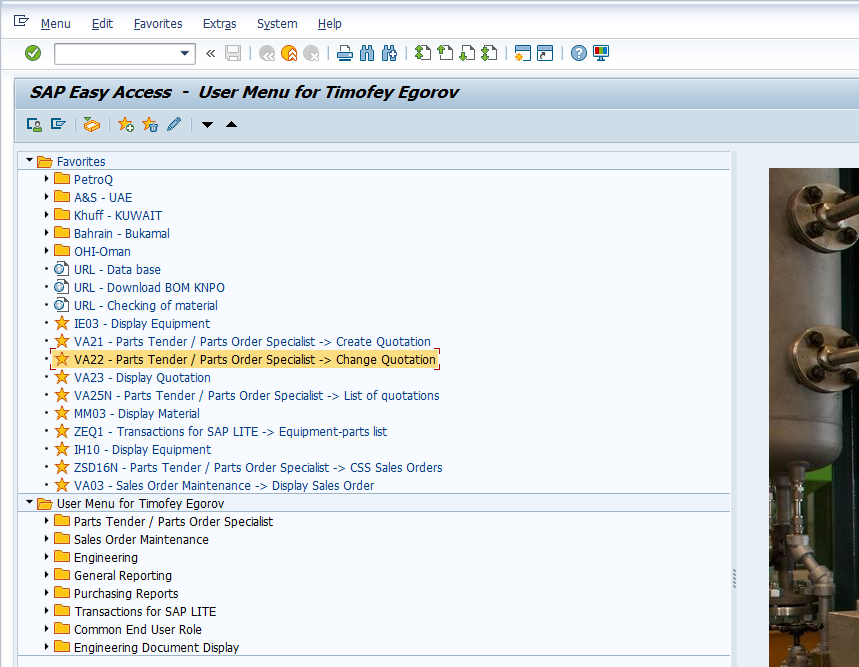 Menu Edit Favorites Extras System Help
SAP Easy Access - User Menu for Timofey Egorov
Favorites
PetroQ
A&S - UAE
Khuff - KUWAIT
Bahrain - Bukamal
OHI-Oman
URL - Data base
URL - Download BOM KNPO
URL - Checking of material
IE03 - Display Equipment
VA21 - Parts Tender / Parts Order Specialist -> Create Quotation
VA22 - Parts Tender / Parts Order Specialist -> Change Quotation
VA23 - Display Quotation
VA25N - Parts Tender / Parts Order Specialist -> List of quotations
MM03 - Display Material
ZEQ1 - Transactions for SAP LITE -> Equipment-parts list
IH10 - Display Equipment
ZSD16N - Parts Tender / Parts Order Specialist -> CSS Sales Orders
VA03 - Sales Order Maintenance -> Display Sales Order
User Menu for Timofey Egorov
Parts Tender / Parts Order Specialist
Sales Order Maintenance
Engineering
General Reporting
Purchasing Reports
Transactions for SAP LITE
Common End User Role
Engineering Document Display